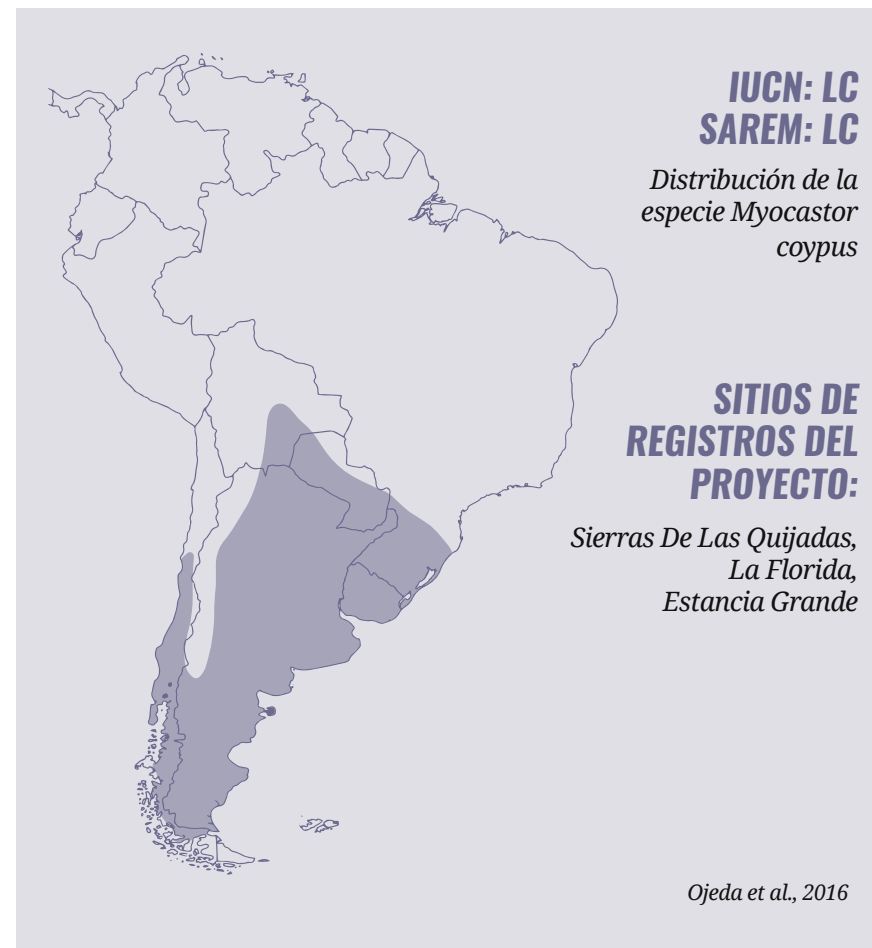 IUCN: LC
SAREM: LC
Distribución de la
especie Myocastor
coypus
SITIOS DE
REGISTROS DEL
PROYECTO:
Sierras De Las Quijadas,
La Florida,
Estancia Grande
Ojeda et al., 2016